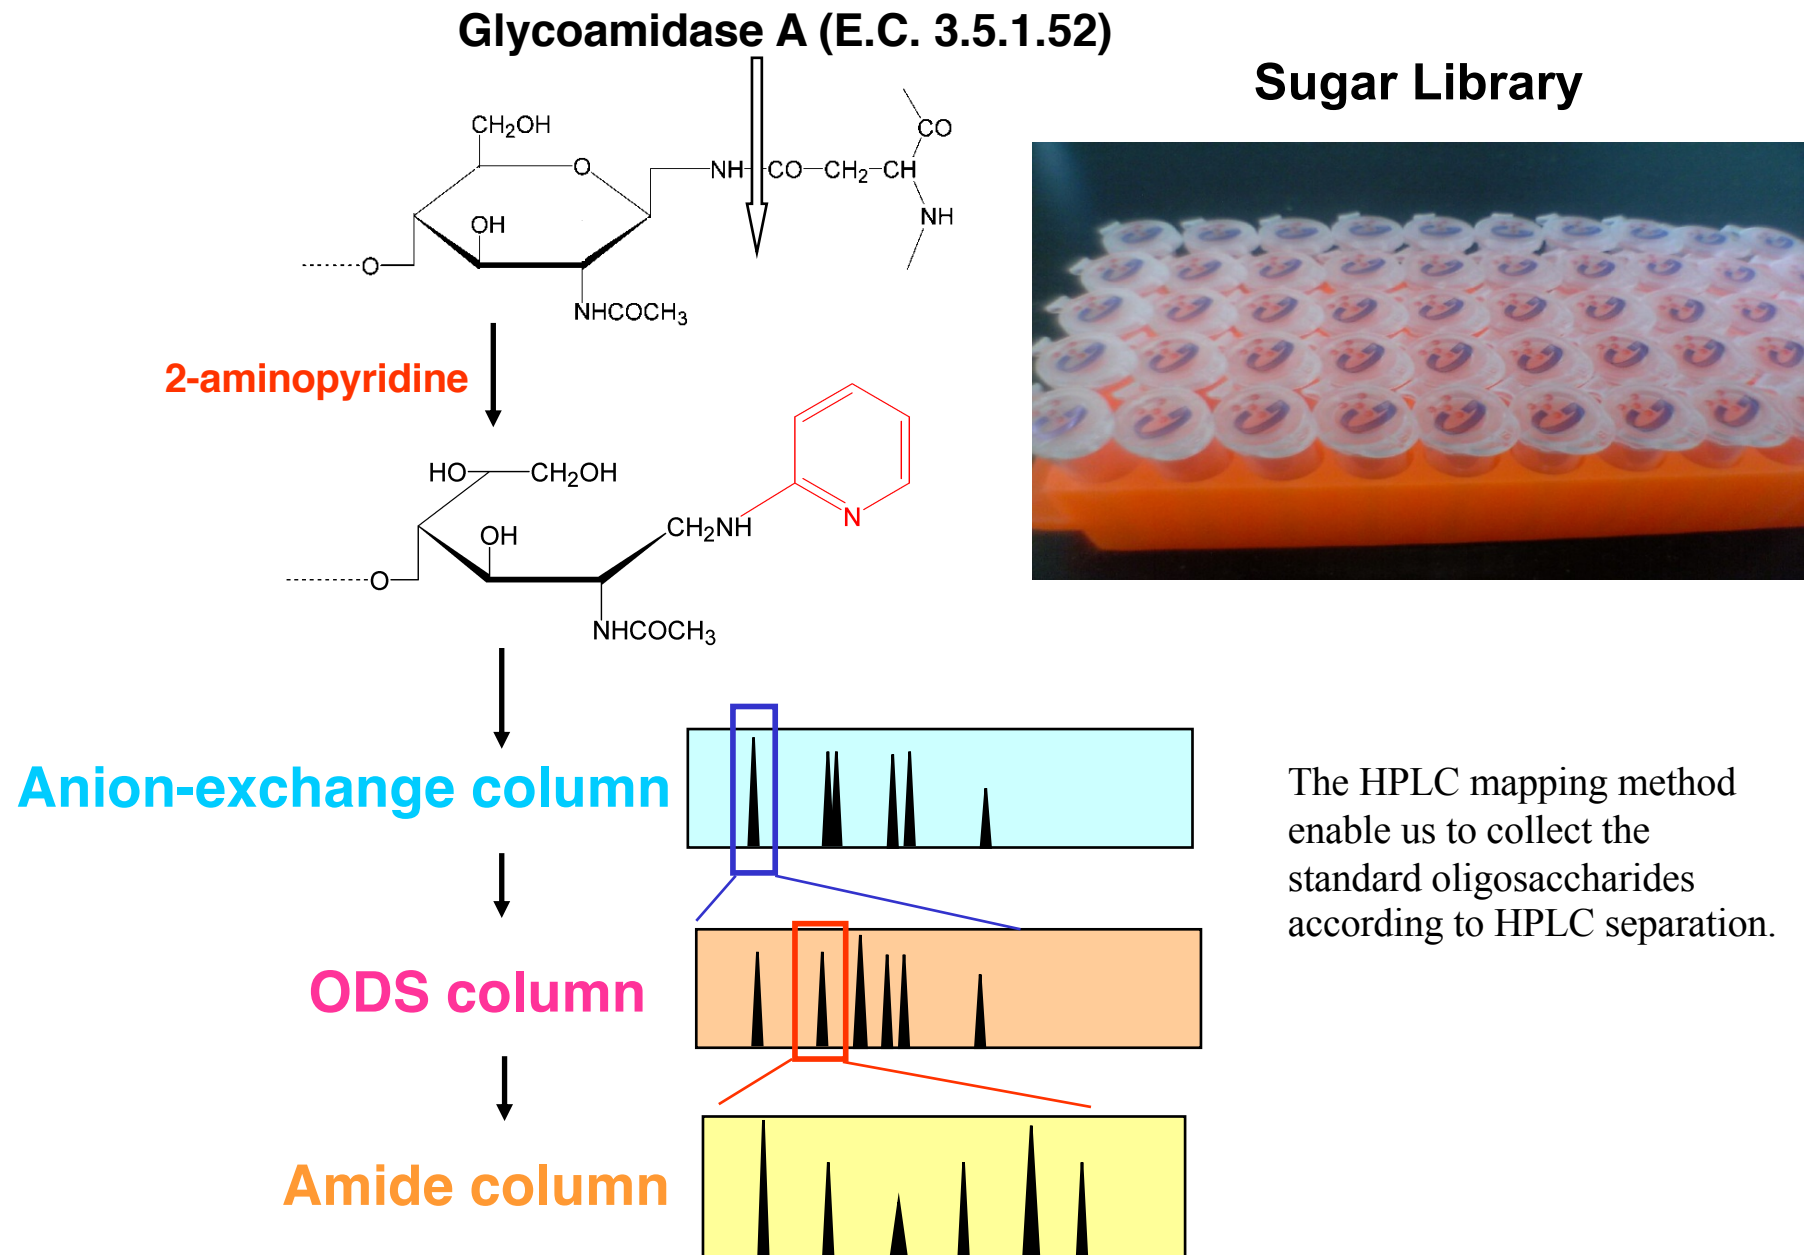 Glycoamidase A (E.C. 3.5.1.52)
Sugar Library
CH2OH
O
OH
O
NHCOCH3
NH
CO
CH2
CH
CO
NH
2-aminopyridine
HO
CH2OH
OH
O
CH2NH
N
NHCOCH3
Anion-exchange column
The HPLC mapping method
enable us to collect the
standard oligosaccharides
according to HPLC separation.
ODS column
Amide column